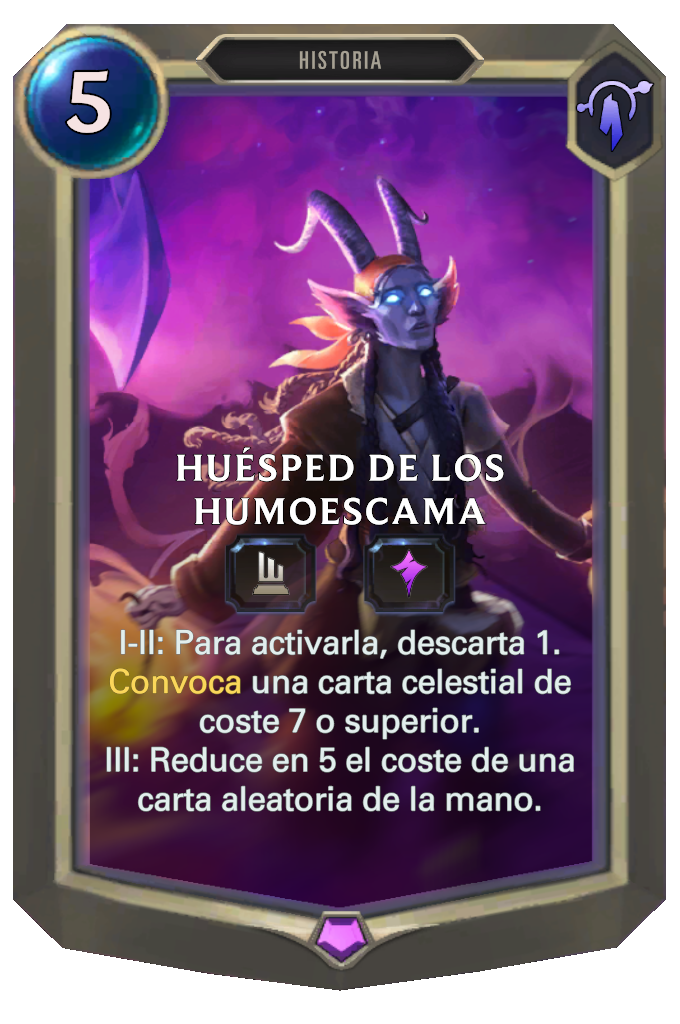 5
HISTORIA
HUÉSPED DE LOS
HUMOESCAMA
I-II: Para activarla, descarta 1.
Convoca una carta celestial de
coste 7 o superior.
III: Reduce en 5 el coste de una
carta aleatoria de la mano.